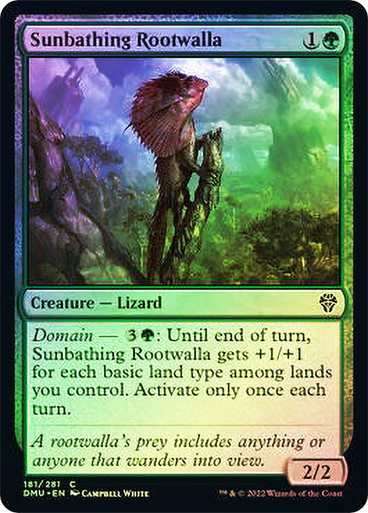 Sunbathing Rootwalla 1
Creature — Lizard
Domain — 3 : Until end of turn,
Sunbathing Rootwalla gets +1/+1
for each basic land type among lands
you control. Activate only once each
turn.
A rootwalla's prey includes anything or
anyone that wanders into view.
2/2
181/281 C
DMU • EN Campbell White
™ & © 2022 Wizards of the Coast